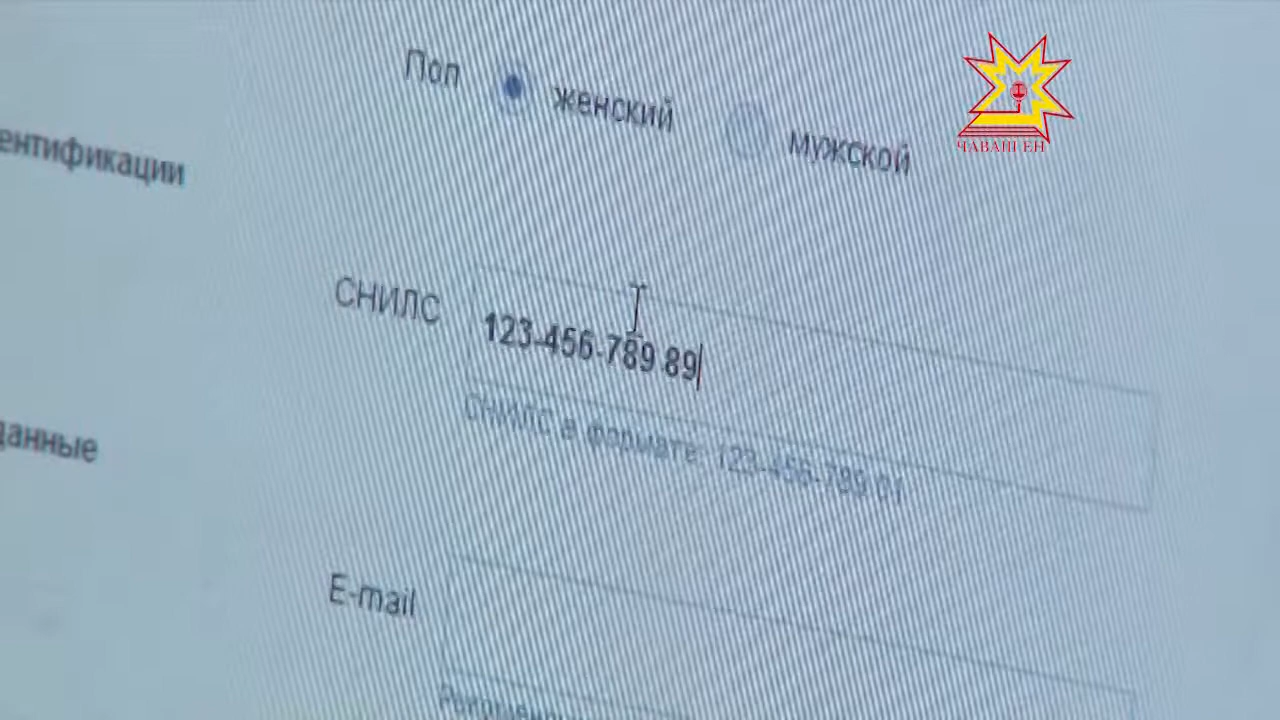 Пол женский мужской
ЧАВАШ ЕН
ентификации
СНИЛС 123-456-789 89
СНИЛС в формате: 123-456-789 01
данные
E-mail